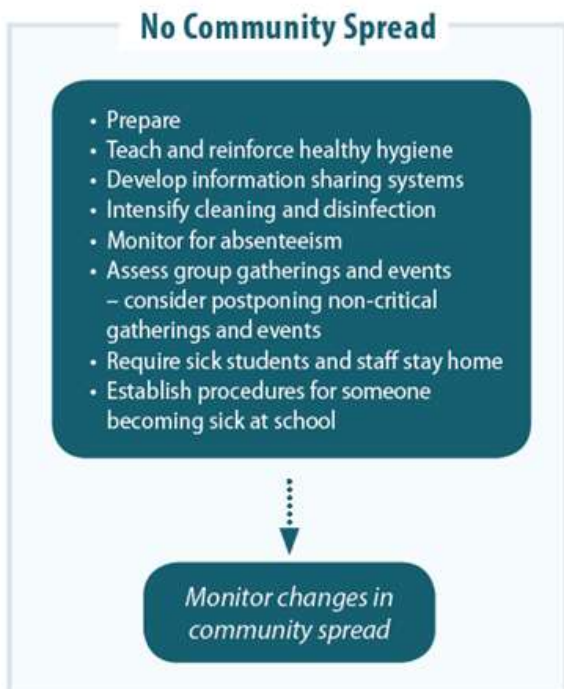 No Community Spread
• Prepare
• Teach and reinforce healthy hygiene
• Develop information sharing systems
• Intensify cleaning and disinfection
• Monitor for absenteeism
• Assess group gatherings and events
– consider postponing non-critical
gatherings and events
• Require sick students and staff stay home
• Establish procedures for someone
becoming sick at school
Monitor changes in
community spread